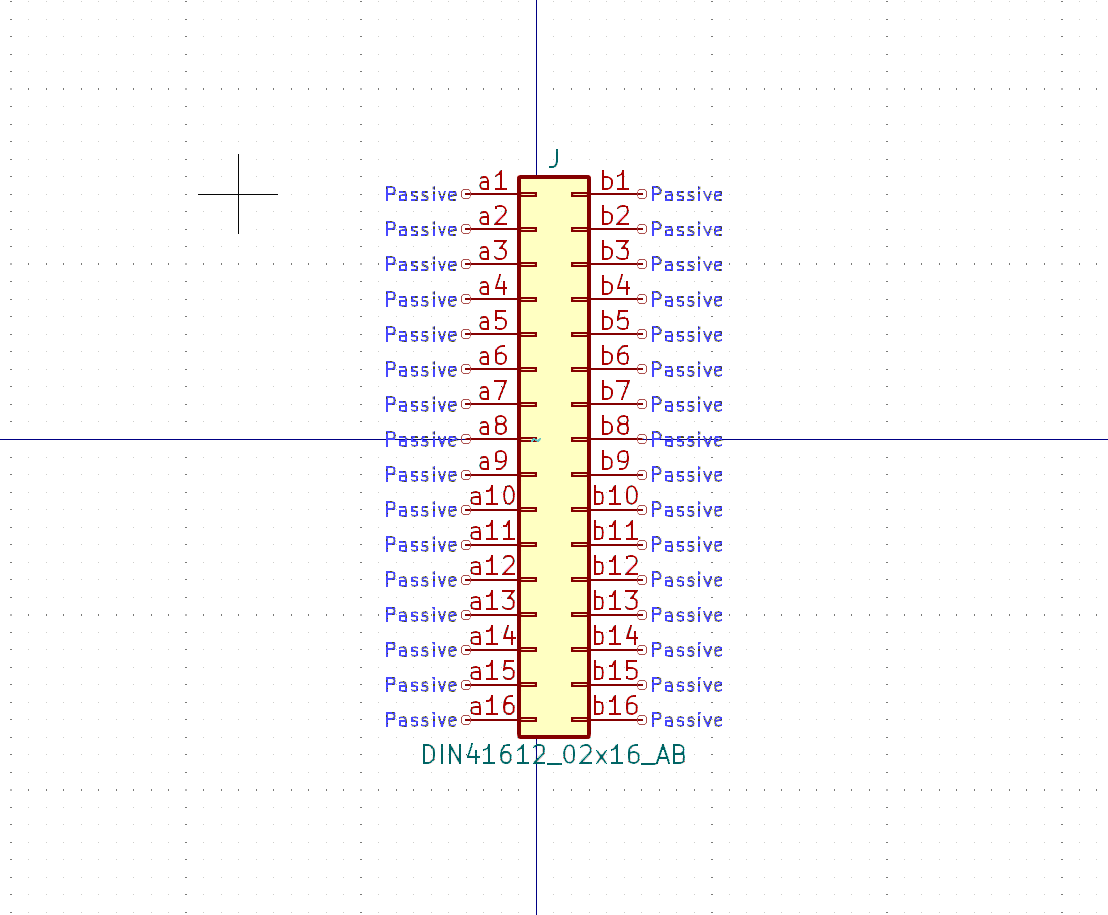 J
Passive a1 b1 Passive
Passive a2 b2 Passive
Passive a3 b3 Passive
Passive a4 b4 Passive
Passive a5 b5 Passive
Passive a6 b6 Passive
Passive a7 b7 Passive
Passive a8 b8 Passive
Passive a9 b9 Passive
Passive a10 b10 Passive
Passive a11 b11 Passive
Passive a12 b12 Passive
Passive a13 b13 Passive
Passive a14 b14 Passive
Passive a15 b15 Passive
Passive a16 b16 Passive
DIN41612_02x16_AB